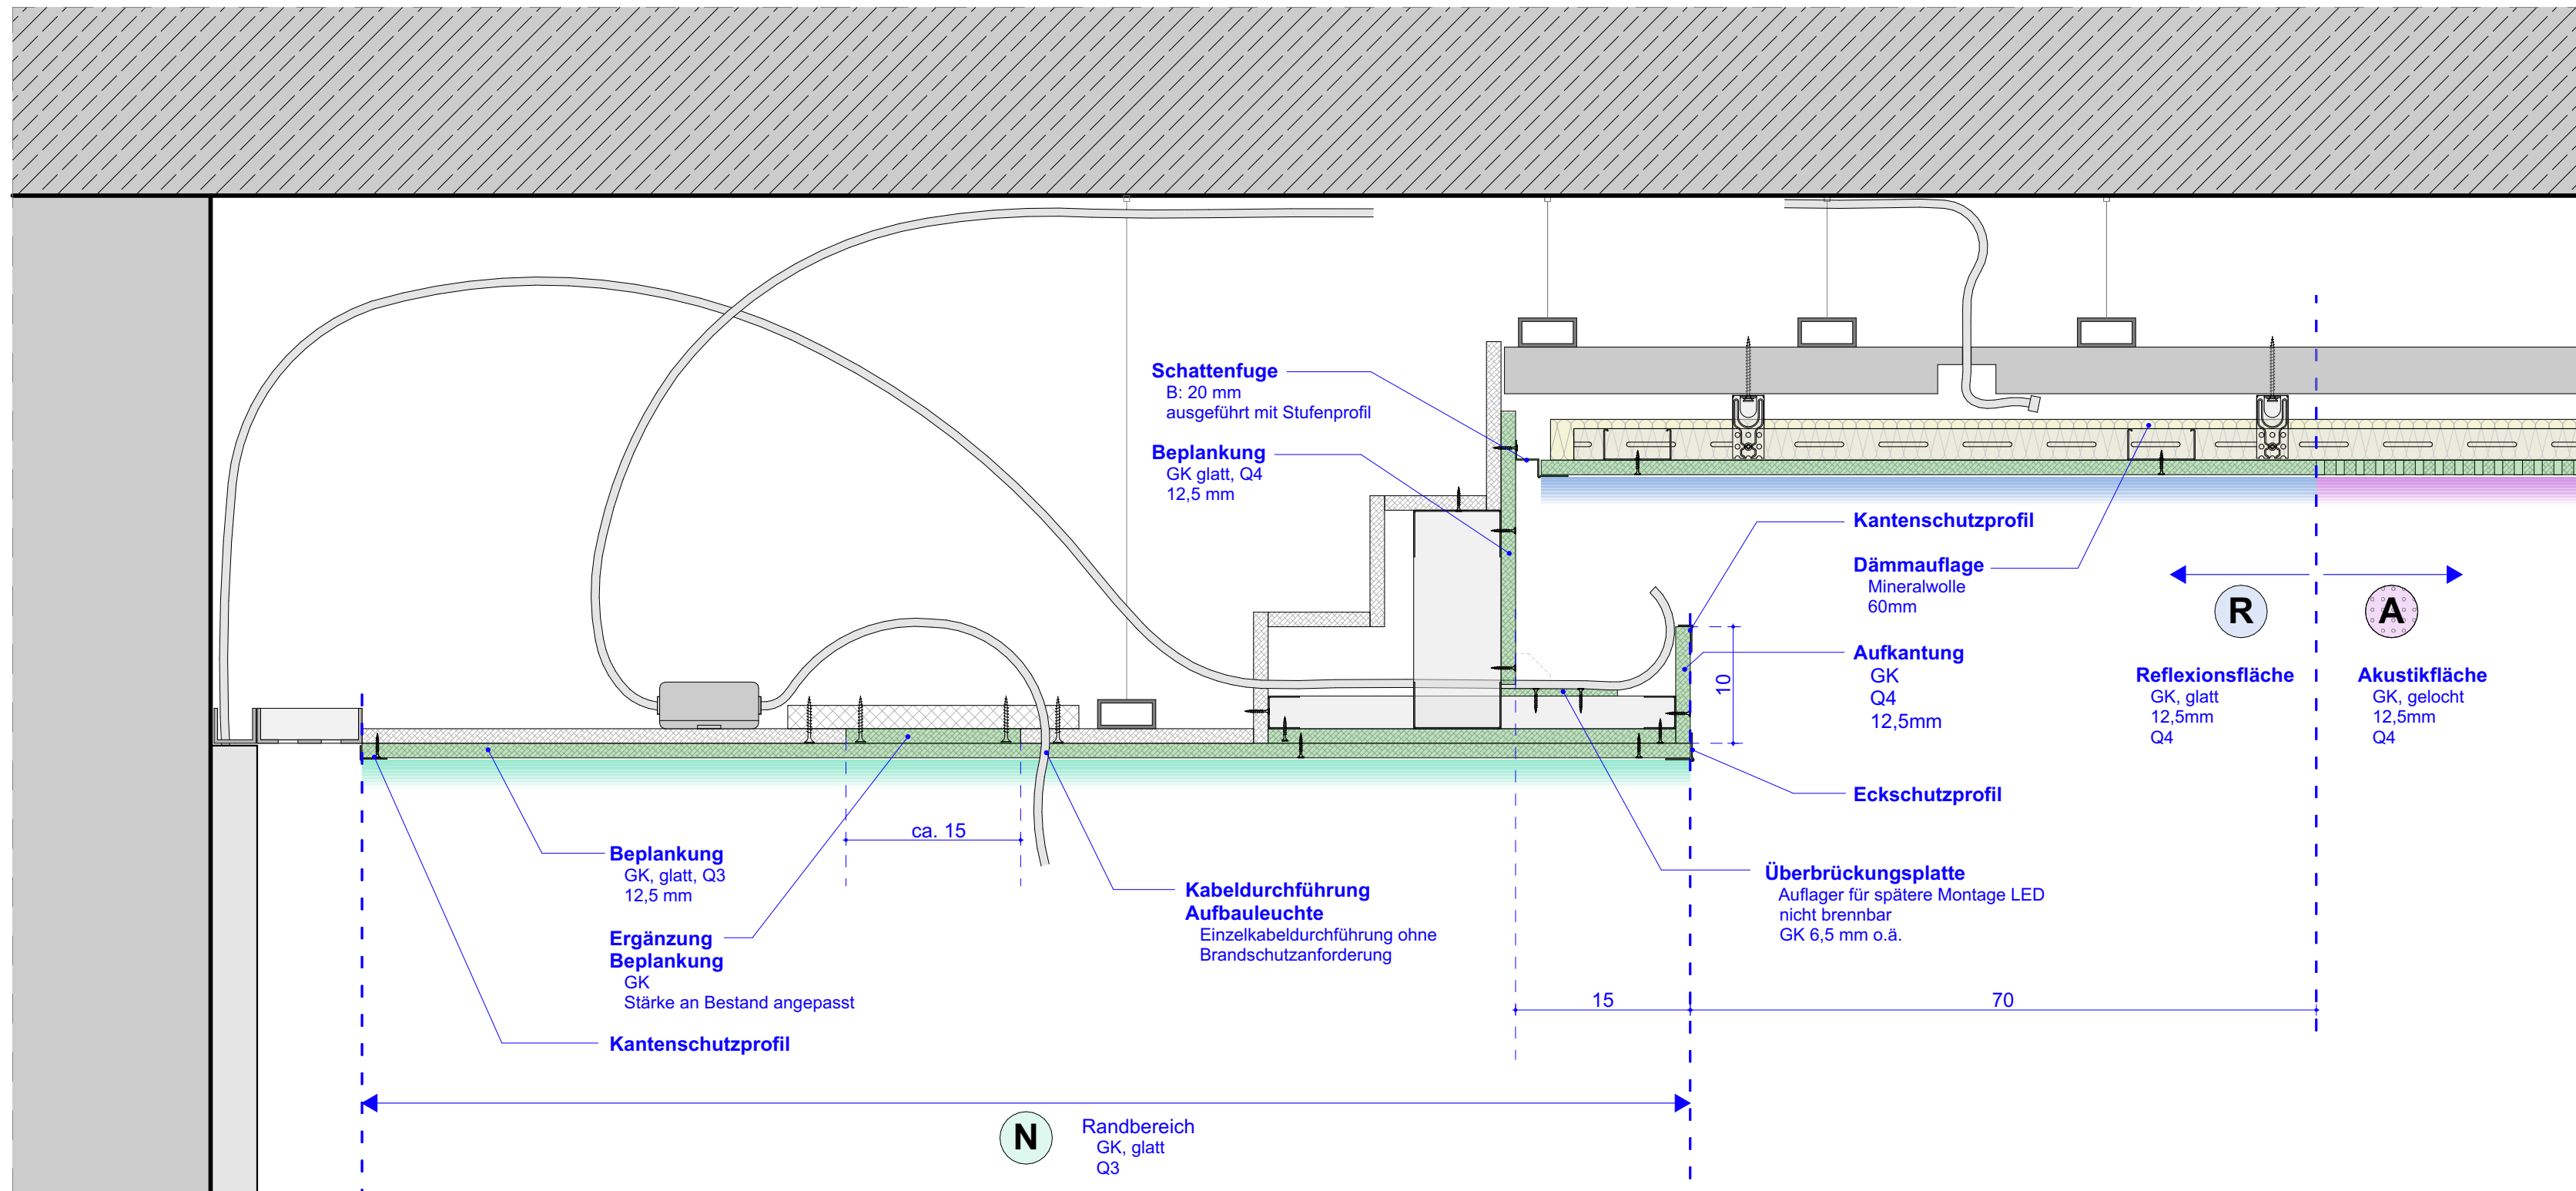 Schattenfuge
B: 20 mm
ausgeführt mit Stufenprofil
Beplankung
GK glatt, Q4
12,5 mm
Kantenschutzprofil
Dämmauflage
Mineralwolle
60mm
Aufkantung
GK
Q4
12,5mm
10
Eckschutzprofil
R
A
Reflexionsfläche
GK, glatt
12,5mm
Q4
Akustikfläche
GK, gelocht
12,5mm
Q4
ca. 15
Beplankung
GK, glatt, Q3
12,5 mm
Ergänzung
Beplankung
GK
Stärke an Bestand angepasst
Kantenschutzprofil
Kabeldurchführung
Aufbauleuchte
Einzelkabeldurchführung ohne
Brandschutzanforderung
Überbrückungsplatte
Auflager für spätere Montage LED
nicht brennbar
GK 6,5 mm o.ä.
15
70
N
Randbereich
GK, glatt
Q3